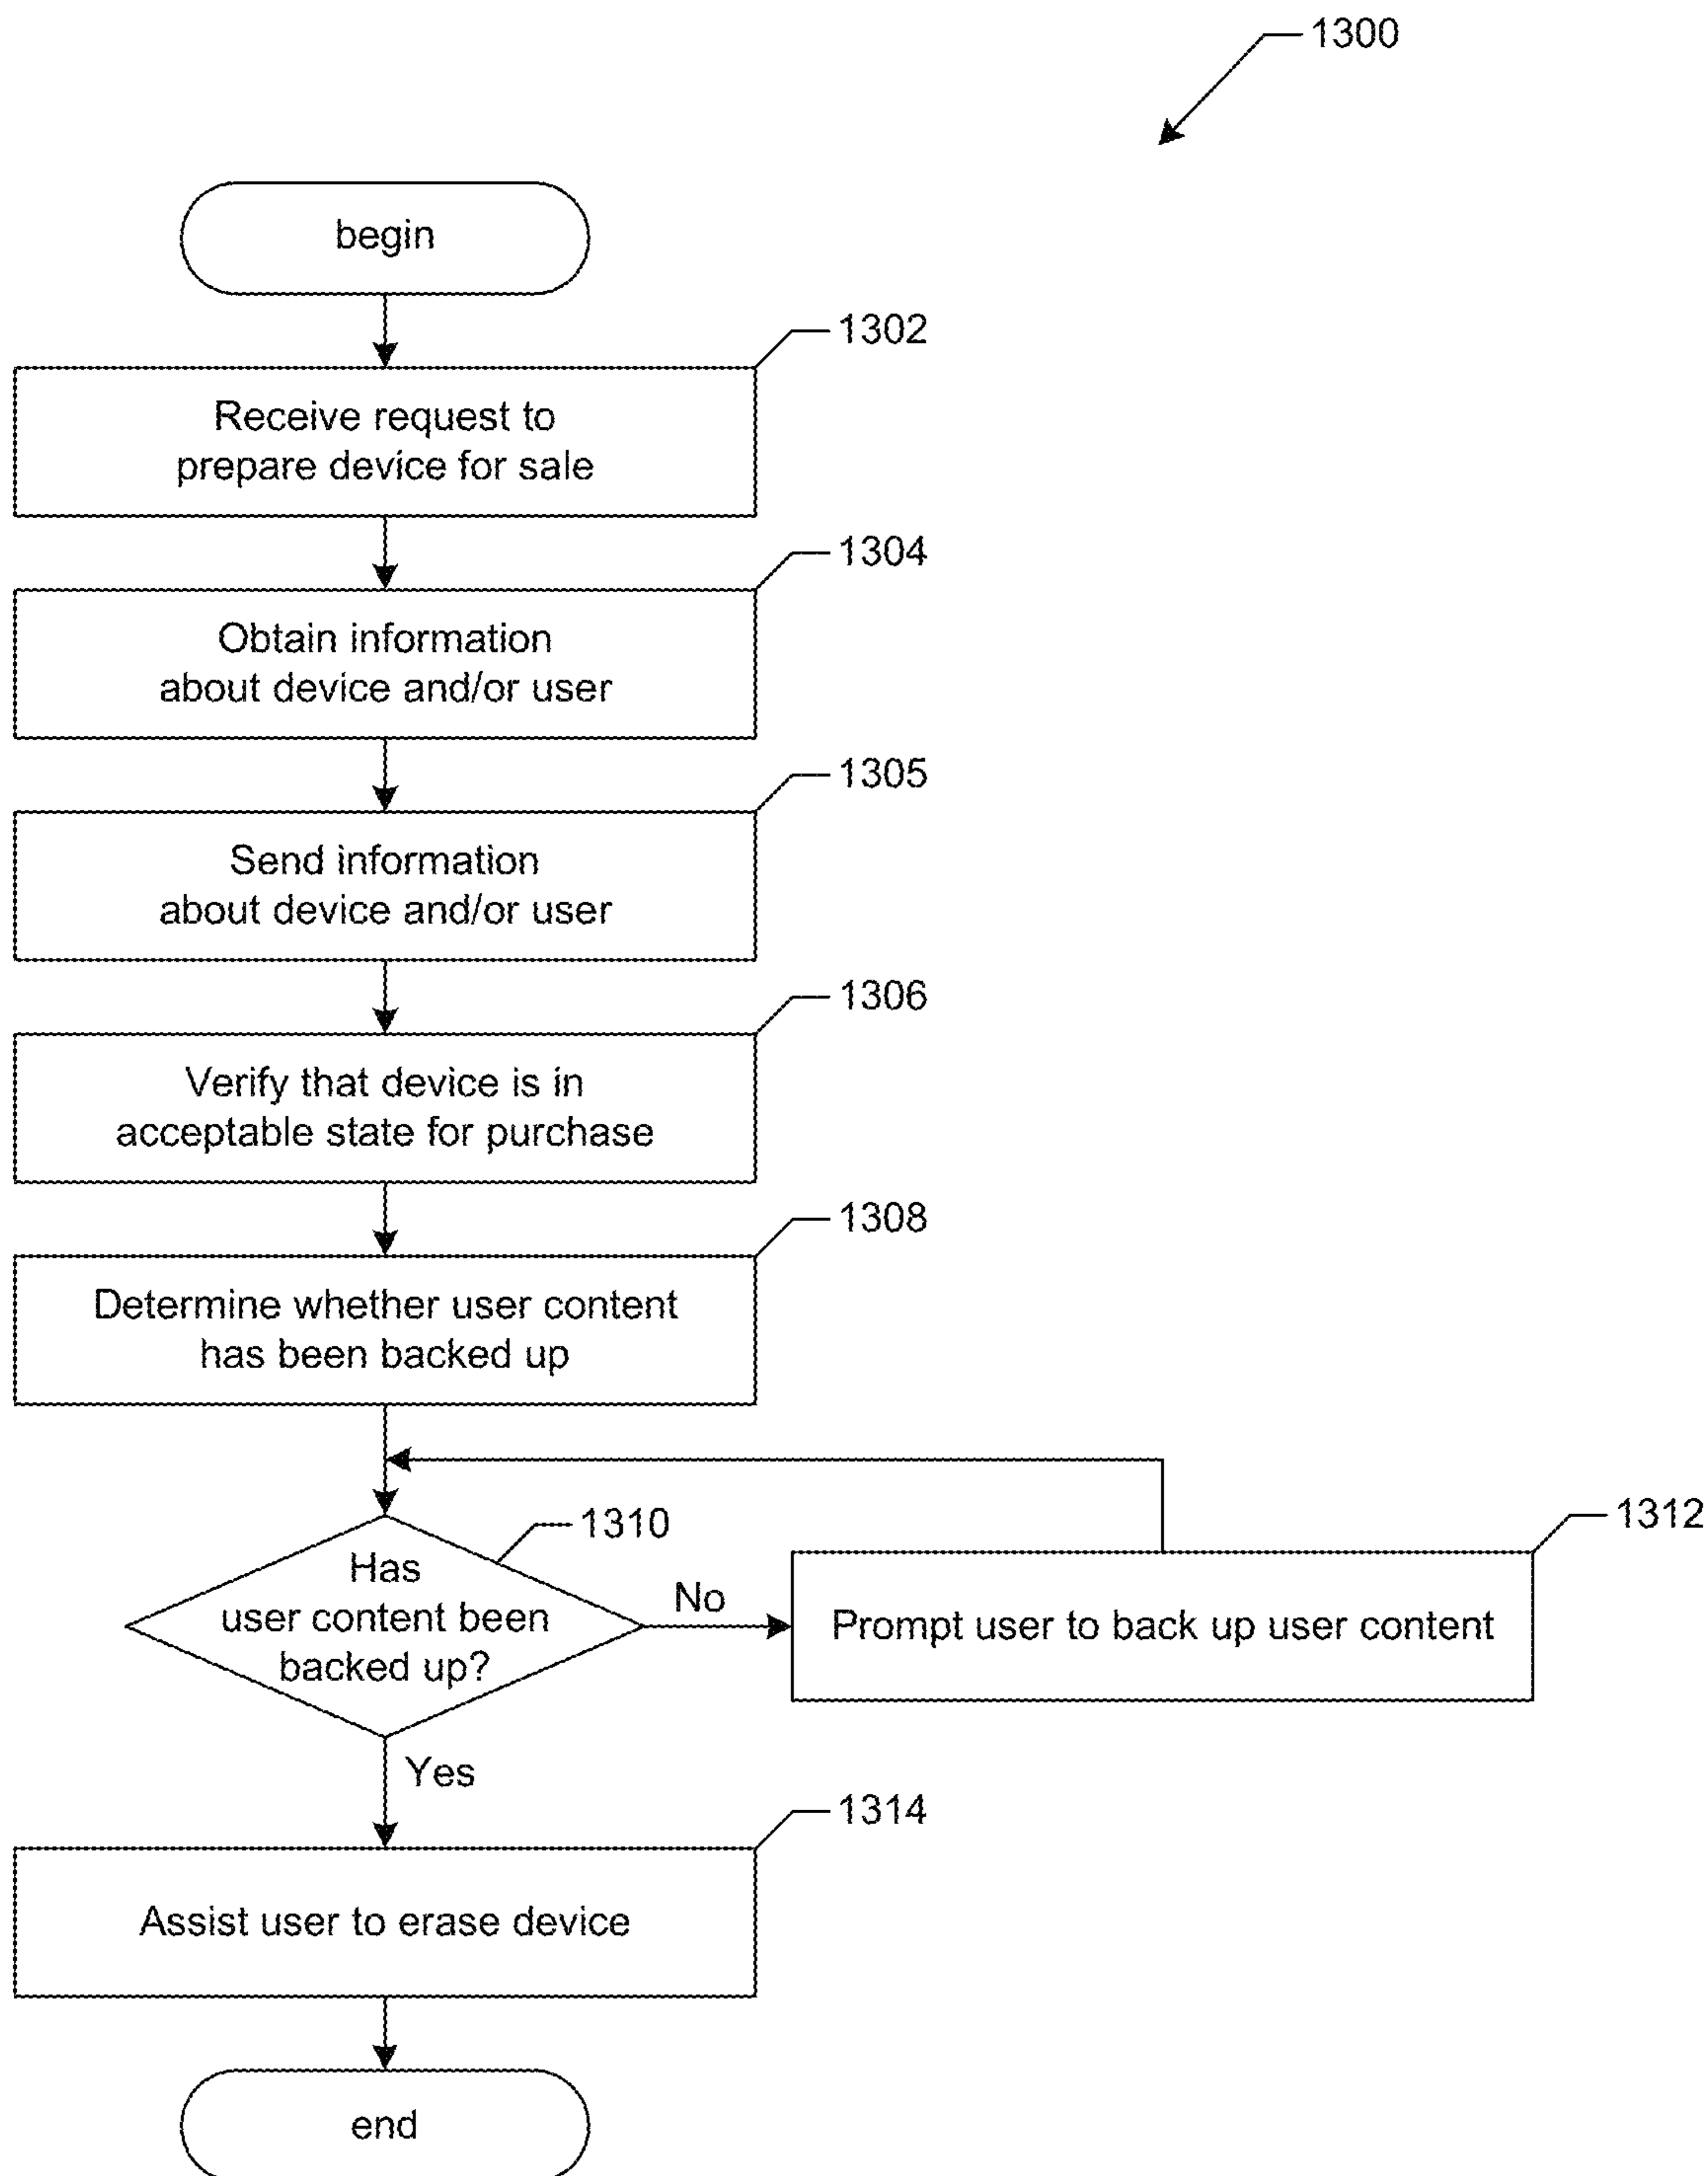 1300
begin
1302
Receive request to
prepare device for sale
1304
Obtain information
about device and/or user
1305
Send information
about device and/or user
1306
Verify that device is in
acceptable state for purchase
1308
Determine whether user content
has been backed up
1310
Has
user content been
backed up?
No
1312
Prompt user to back up user content
Yes
1314
Assist user to erase device
end